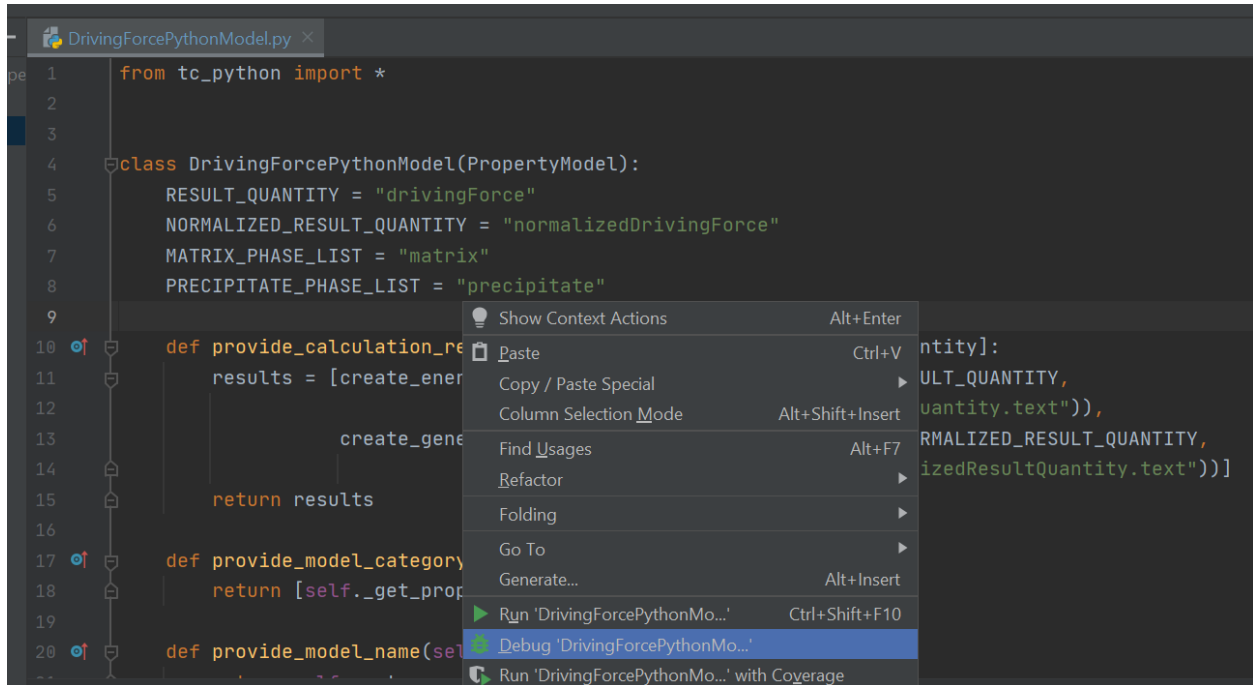 DrivingForcePythonModel.py
pe 1 from tc_python import *
2
3
4 class DrivingForcePythonModel(PropertyModel):
5 RESULT_QUANTITY = "drivingForce"
6 NORMALIZED_RESULT_QUANTITY = "normalizedDrivingForce"
7 MATRIX_PHASE_LIST = "matrix"
8 PRECIPITATE_PHASE_LIST = "precipitate"
9
Show Context Actions Alt+Enter
10 def provide_calculation_re ntity]:
Paste Ctrl+V
11 results = [create_ener ULT_QUANTITY,
Copy / Paste Special
12 uantity.text")),
Column Selection Mode Alt+Shift+Insert
13 create_gene RMALIZED_RESULT_QUANTITY,
Find Usages Alt+F7
14 izedResultQuantity.text"))]
Refactor
15 return results
Folding
16
17 def provide_model_category
Go To
18 return [self._get_prop
Generate... Alt+Insert
19
Run 'DrivingForcePythonMo...' Ctrl+Shift+F10
20 def provide_model_name(sel
Debug 'DrivingForcePythonMo...'
Run 'DrivingForcePythonMo...' with Coverage